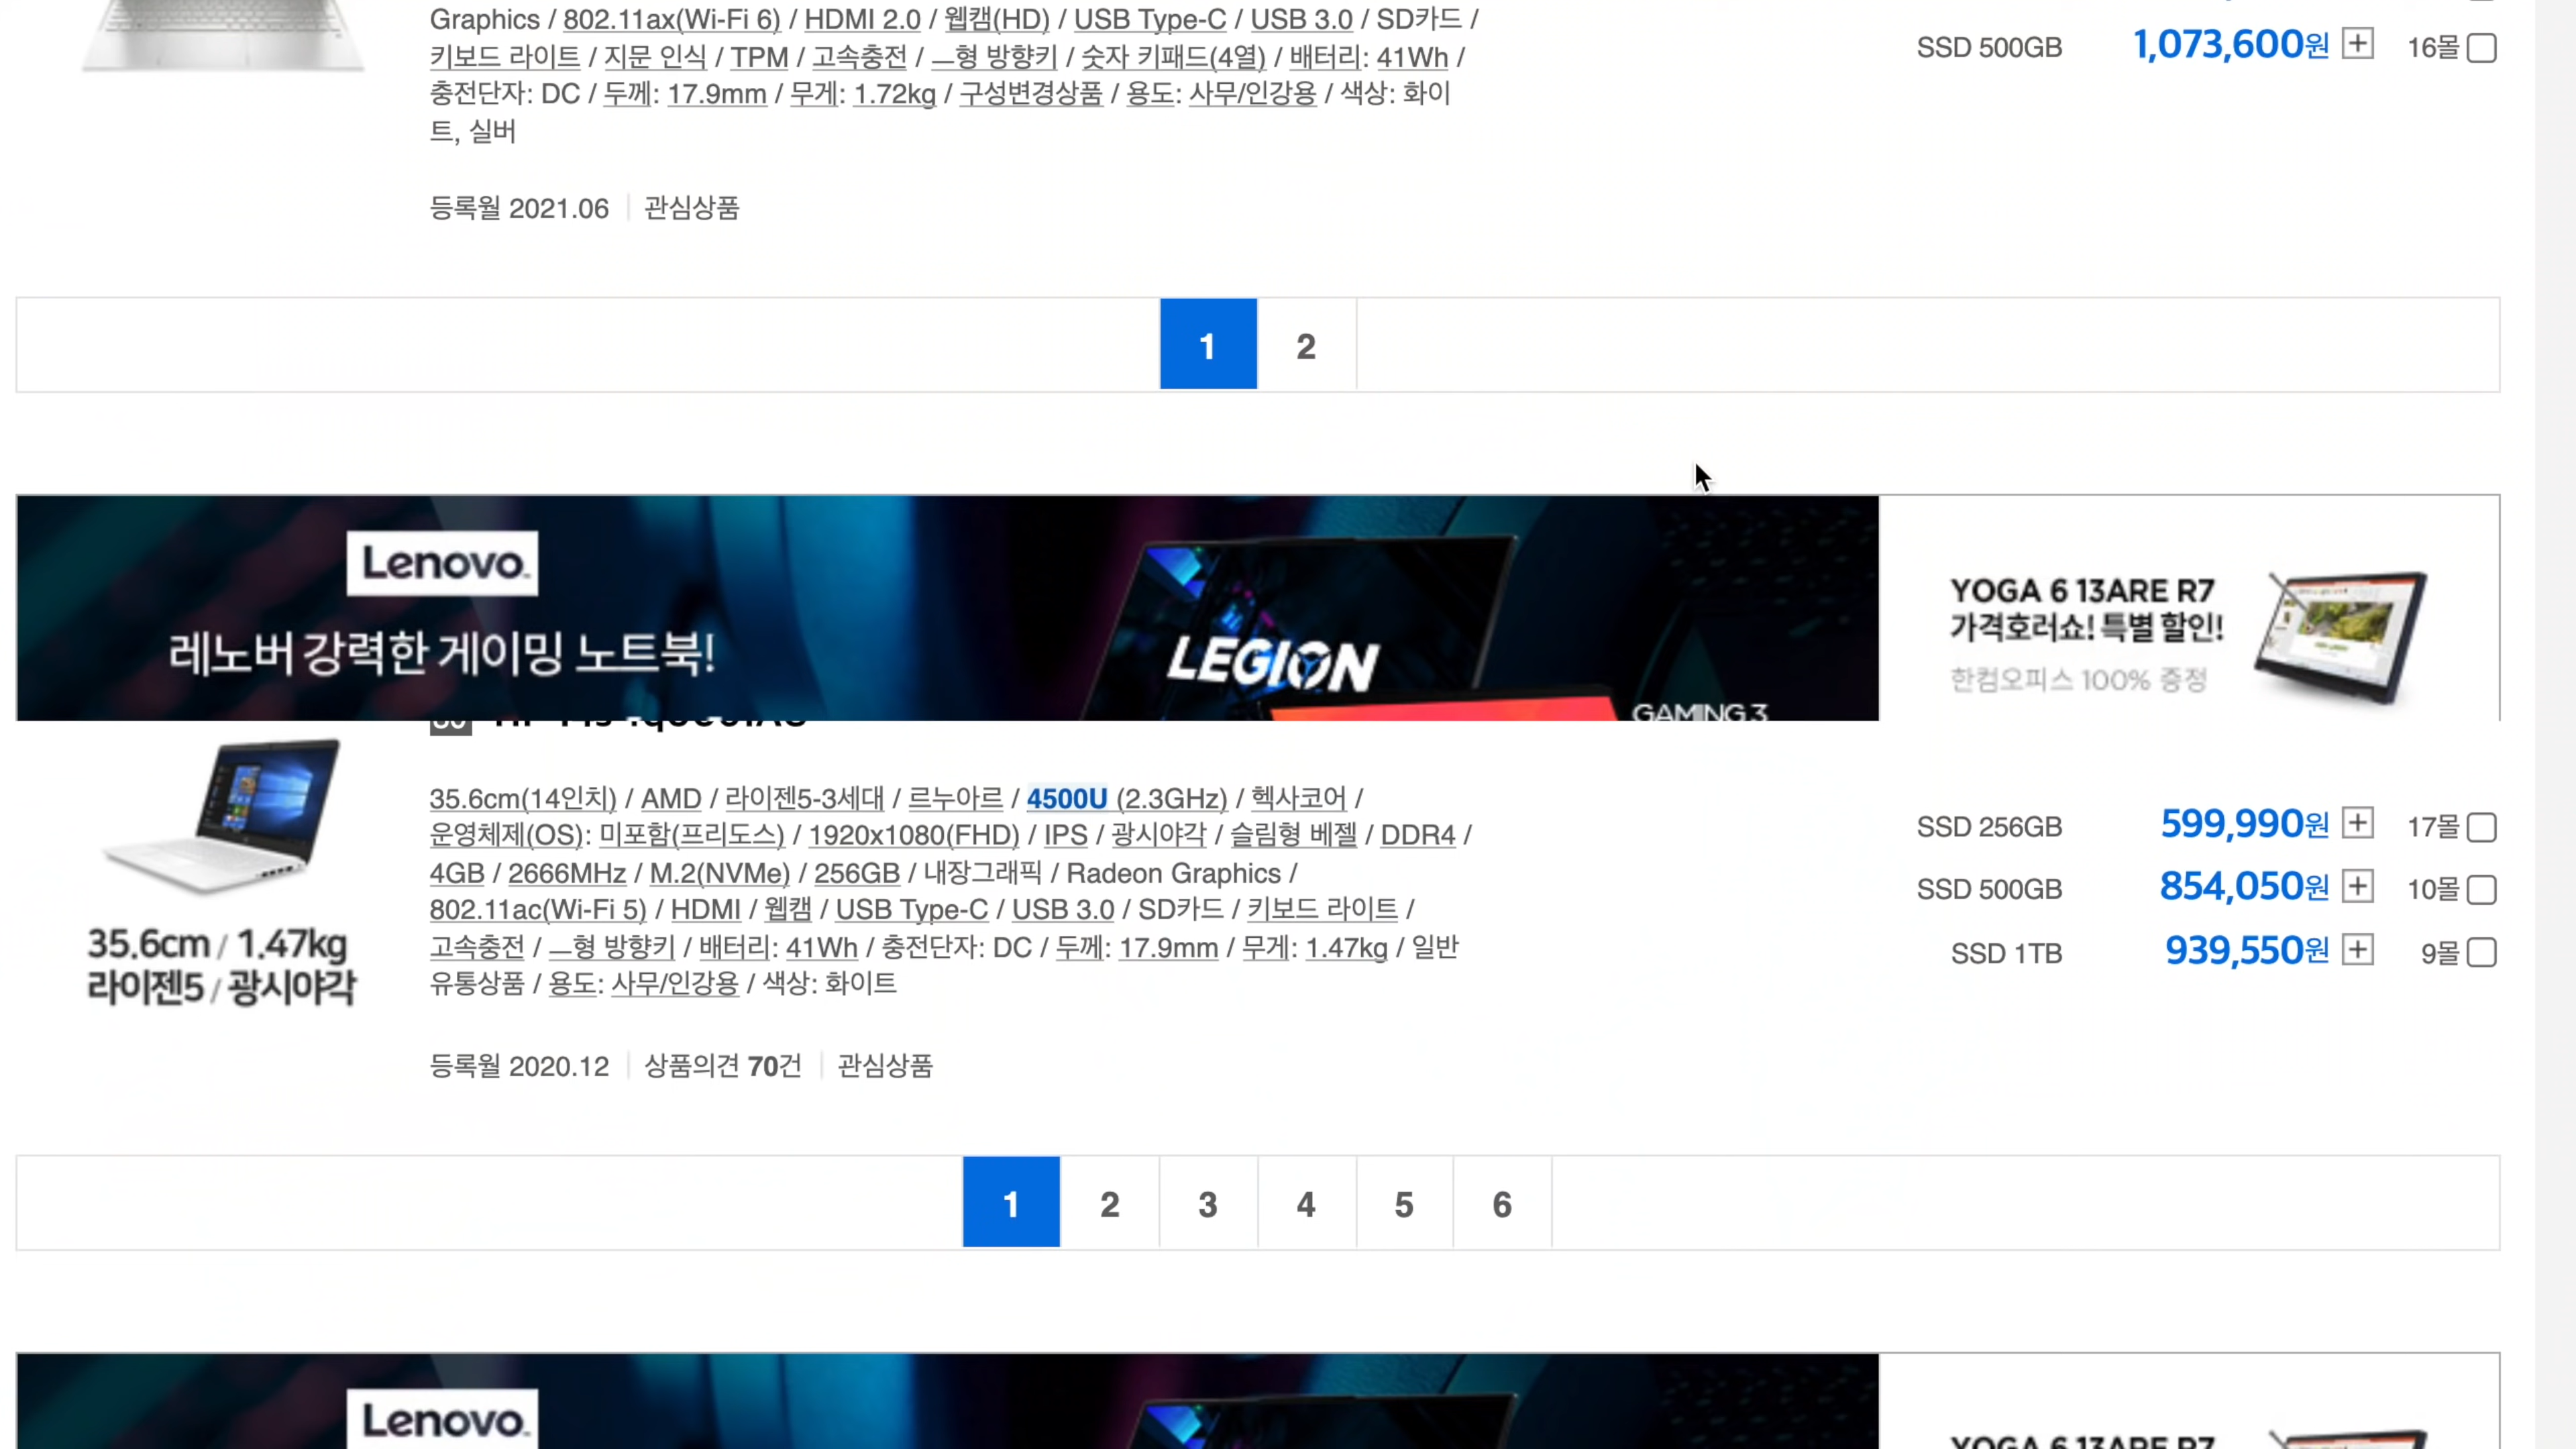 Graphics / 802.11ax(Wi-Fi 6) / HDMI 2.0 / 웹캠(HD) / USB Type-C / USB 3.0 / SD카드 /
키보드 라이트 / 지문 인식 / TPM / 고속충전 / ㅡ형 방향키 / 숫자 키패드(4열) / 배터리: 41Wh /
충전단자: DC / 두께: 17.9mm / 무게: 1.72kg / 구성변경상품 / 용도: 사무/인강용 / 색상: 화이
트, 실버
SSD 500GB 1,073,600원 16몰
등록월 2021.06 관심상품
1 2
Lenovo
레노버 강력한 게이밍 노트북!
LEGION
GAMING 3
YOGA 6 13ARE R7
가격호러쇼! 특별 할인!
한컴오피스 100% 증정
35.6cm / 1.47kg
라이젠5 / 광시야각
35.6cm(14인치) / AMD / 라이젠5-3세대 / 르누아르 / 4500U (2.3GHz) / 헥사코어 /
운영체제(OS): 미포함(프리도스) / 1920x1080(FHD) / IPS / 광시야각 / 슬림형 베젤 / DDR4 /
4GB / 2666MHz / M.2(NVMe) / 256GB / 내장그래픽 / Radeon Graphics /
802.11ac(Wi-Fi 5) / HDMI / 웹캠 / USB Type-C / USB 3.0 / SD카드 / 키보드 라이트 /
고속충전 / ㅡ형 방향키 / 배터리: 41Wh / 충전단자: DC / 두께: 17.9mm / 무게: 1.47kg / 일반
유통상품 / 용도: 사무/인강용 / 색상: 화이트
SSD 256GB 599,990원 17몰
SSD 500GB 854,050원 10몰
SSD 1TB 939,550원 9몰
등록월 2020.12 상품의견 70건 관심상품
1 2 3 4 5 6
Lenovo
YOGA 6 13ARE R7